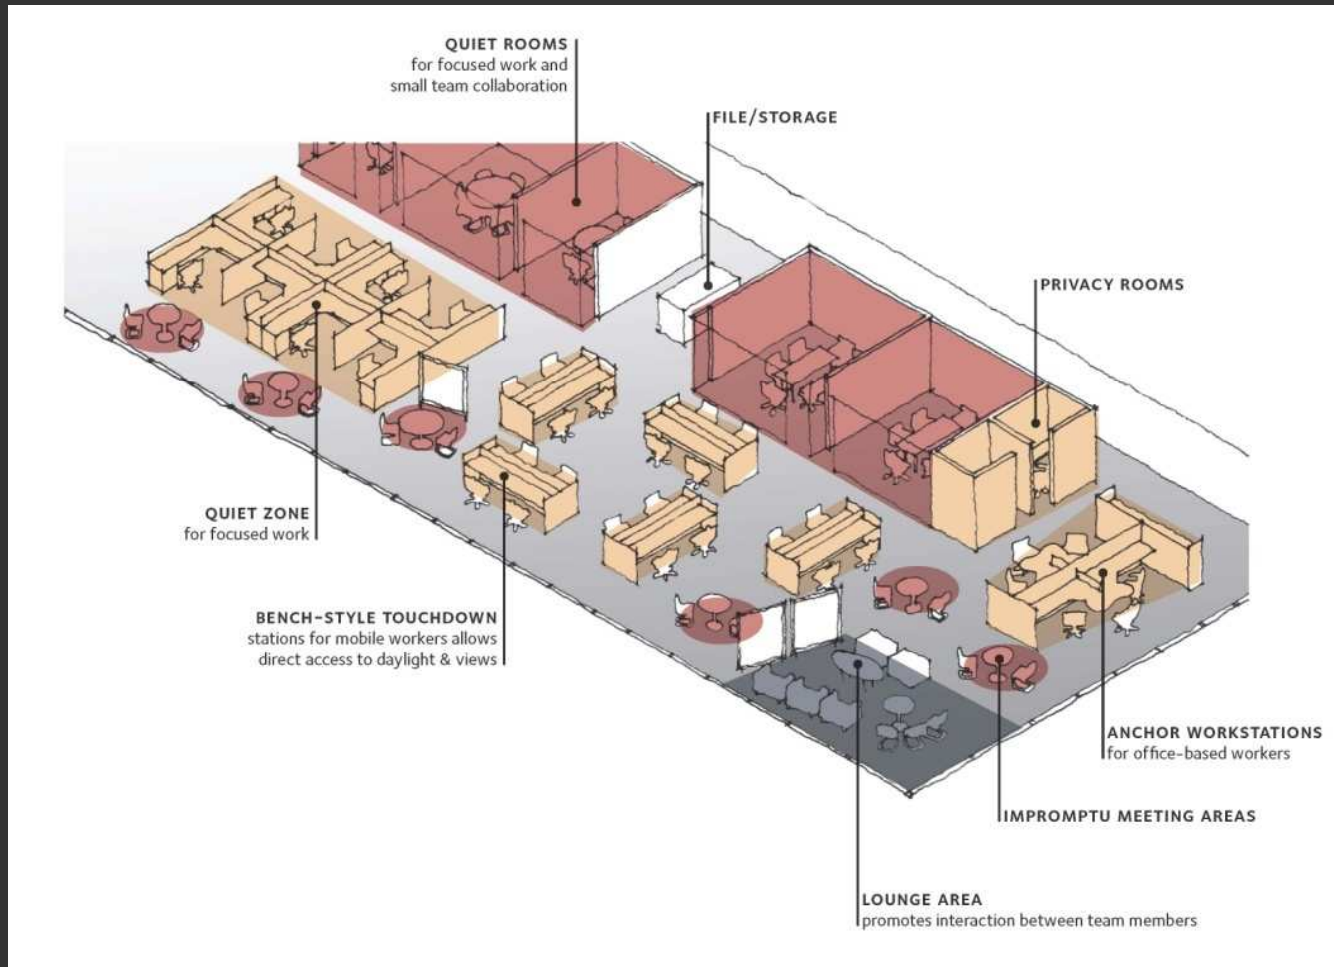 QUIET ROOMS
for focused work and
small team collaboration
FILE/STORAGE
PRIVACY ROOMS
QUIET ZONE
for focused work
BENCH-STYLE TOUCHDOWN
stations for mobile workers allows
direct access to daylight & views
ANCHOR WORKSTATIONS
for office-based workers
IMPROMPTU MEETING AREAS
LOUNGE AREA
promotes interaction between team members